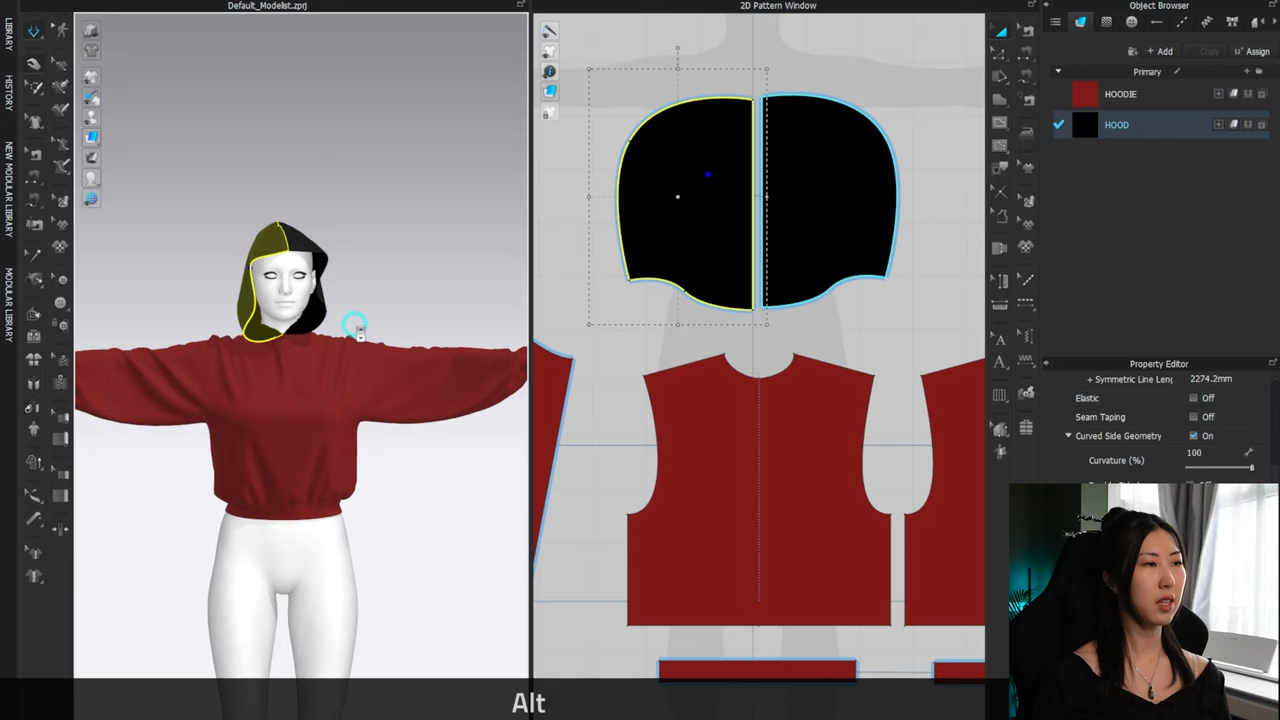 Default_Modelist.zprj
2D Pattern Window
Object Browser
LIBRARY
HISTORY
NEW MODULAR LIBRARY
MODULAR LIBRARY
+ Add
Copy
Assign
Primary
HOODIE
HOOD
Property Editor
+ Symmetric Line Leng
2274.2mm
Elastic
Off
Seam Taping
Off
Curved Side Geometry
On
Curvature (%)
100
Alt